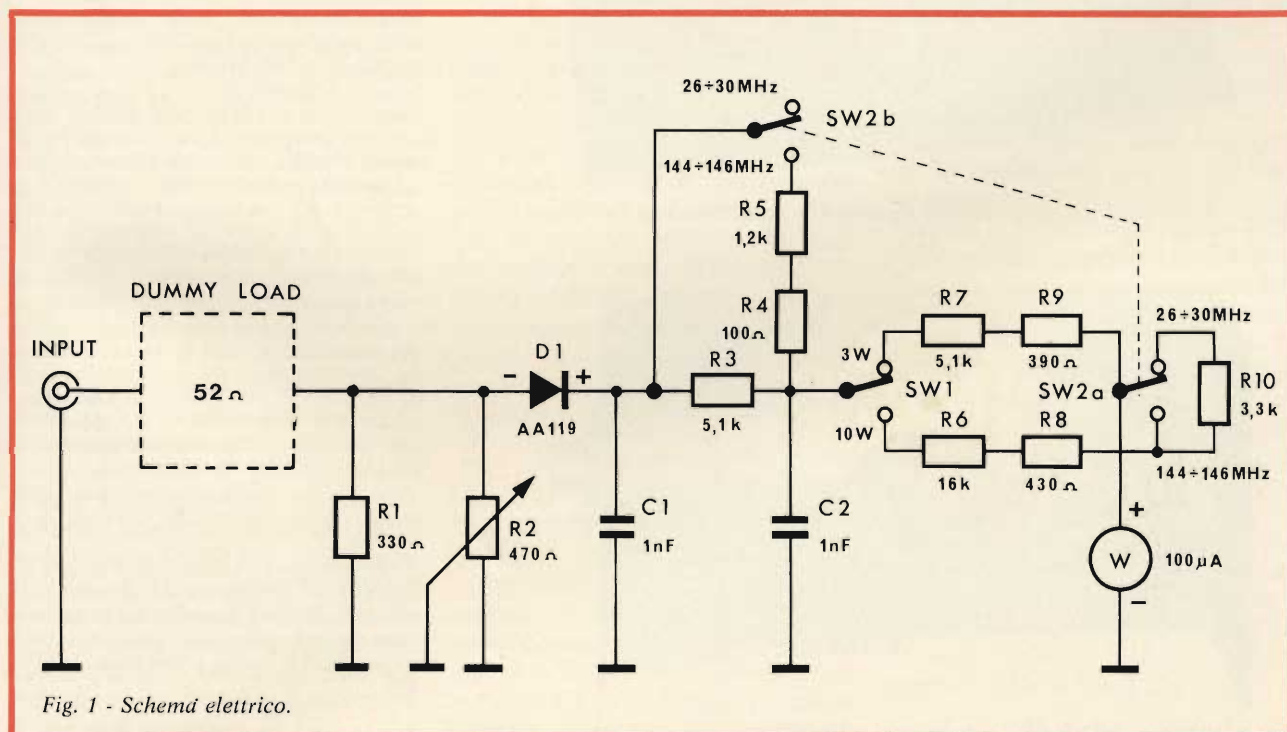 26÷30MHz
SW2b
144÷146MHz
R5
1,2k
DUMMY LOAD
R4
100Ω
R7
5,1k
R9
390Ω
26÷30MHz
INPUT
52Ω
D1
- +
AA119
R3
5,1k
3W
SW1
10W
SW2a
R10
3,3k
R6
16k
R8
430Ω
144÷146MHz
R1
330Ω
R2
470Ω
C1
1nF
C2
1nF
+
W
100µA
-
Fig. 1 - Schema elettrico.